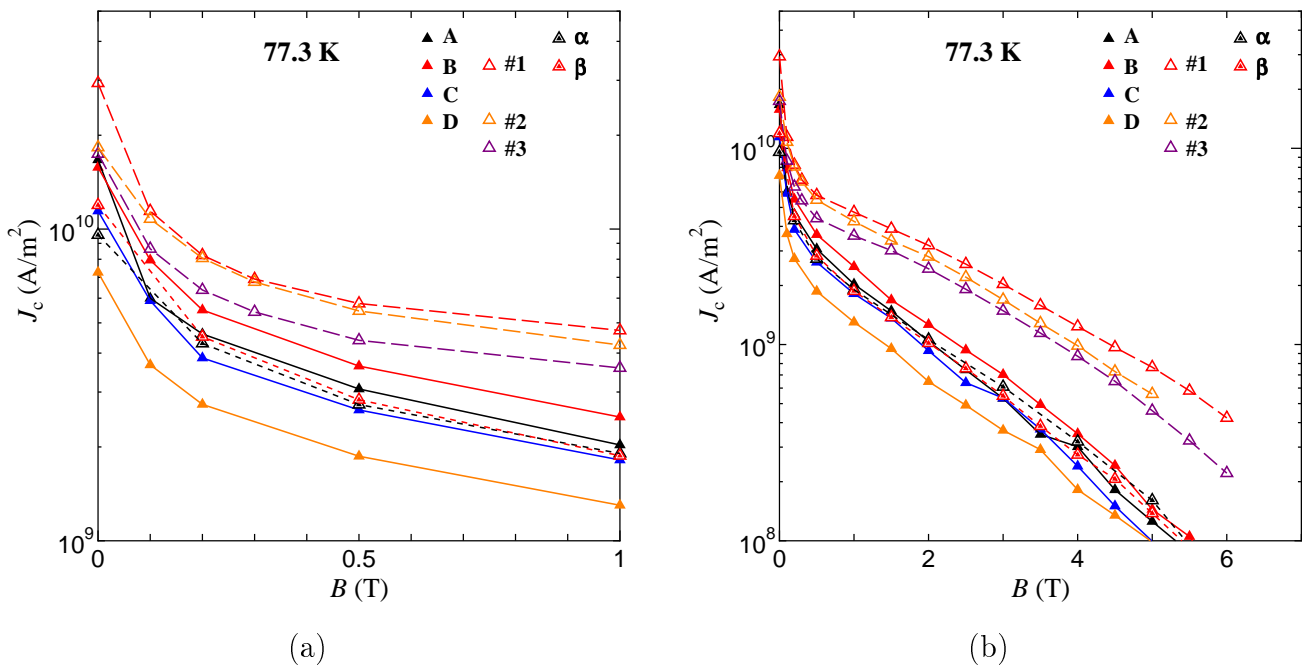 77.3 K
A
B
C
D
#1
#2
#3
α
β
10^10
10^9
J_c (A/m^2)
0
0.5
1
B (T)
(a)
77.3 K
A
B
C
D
#1
#2
#3
α
β
10^10
10^9
10^8
J_c (A/m^2)
0
2
4
6
B (T)
(b)